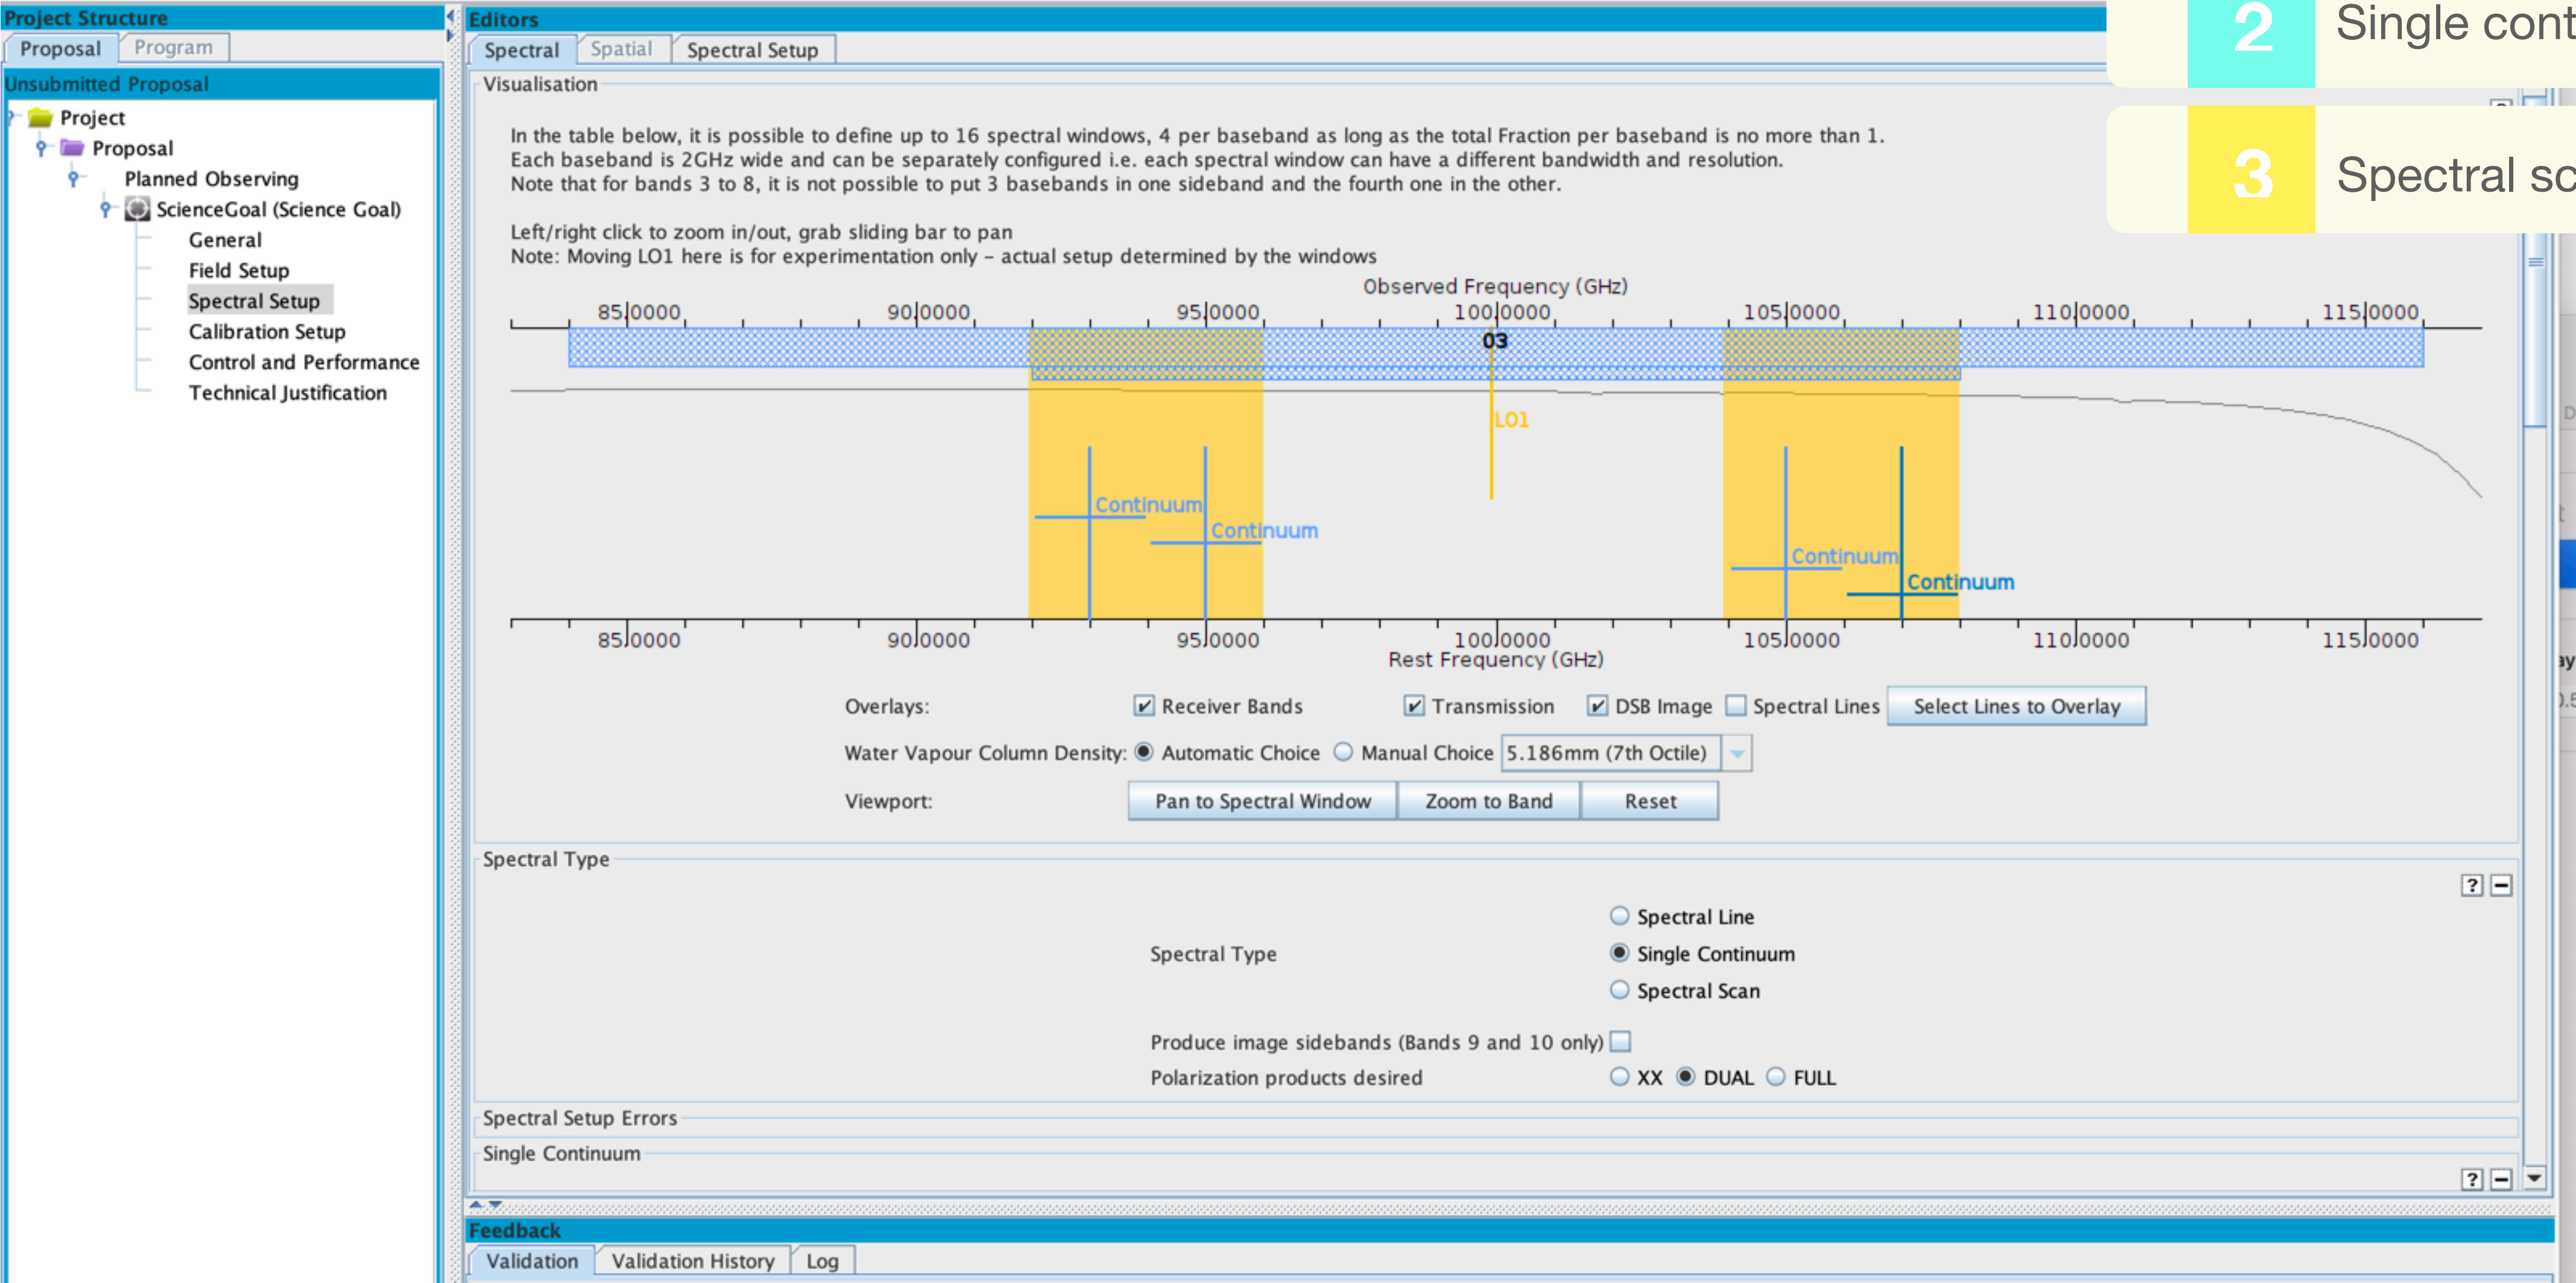 Project Structure
Proposal Program
Unsubmitted Proposal
Project
Proposal
Planned Observing
ScienceGoal (Science Goal)
General
Field Setup
Spectral Setup
Calibration Setup
Control and Performance
Technical Justification
Editors
Spectral Spatial Spectral Setup
2 Single
3 Spectral
Visualisation
In the table below, it is possible to define up to 16 spectral windows, 4 per baseband as long as the total Fraction per baseband is no more than 1.
Each baseband is 2GHz wide and can be separately configured i.e. each spectral window can have a different bandwidth and resolution.
Note that for bands 3 to 8, it is not possible to put 3 basebands in one sideband and the fourth one in the other.
Left/right click to zoom in/out, grab sliding bar to pan
Note: Moving LO1 here is for experimentation only – actual setup determined by the windows
Observed Frequency (GHz)
85.0000 90.0000 95.0000 100.0000 105.0000 110.0000 115.0000
03
LO1
Continuum
Continuum
Continuum
Continuum
85.0000 90.0000 95.0000 100.0000 105.0000 110.0000 115.0000
Rest Frequency (GHz)
Overlays: Receiver Bands Transmission DSB Image Spectral Lines Select Lines to Overlay
Water Vapour Column Density: Automatic Choice Manual Choice 5.186mm (7th Octile)
Viewport: Pan to Spectral Window Zoom to Band Reset
Spectral Type
? −
Spectral Line
Spectral Type Single Continuum
Spectral Scan
Produce image sidebands (Bands 9 and 10 only)
Polarization products desired XX DUAL FULL
Spectral Setup Errors
Single Continuum
? −
Feedback
Validation Validation History Log